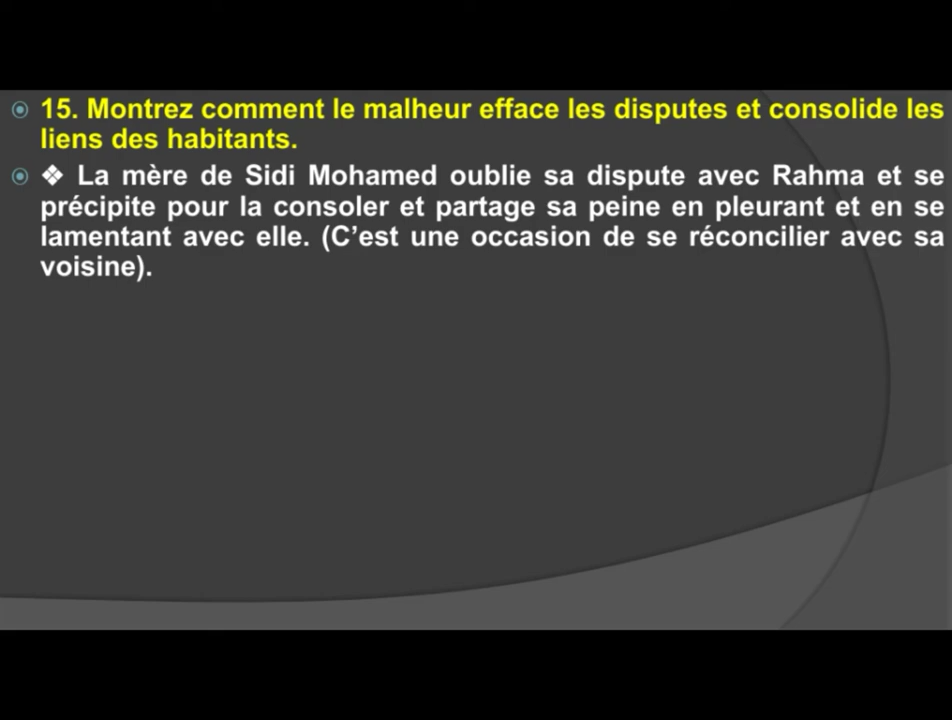 15. Montrez comment le malheur efface les disputes et consolide les
liens des habitants.
❖ La mère de Sidi Mohamed oublie sa dispute avec Rahma et se
précipite pour la consoler et partage sa peine en pleurant et en se
lamentant avec elle. (C’est une occasion de se réconcilier avec sa
voisine).